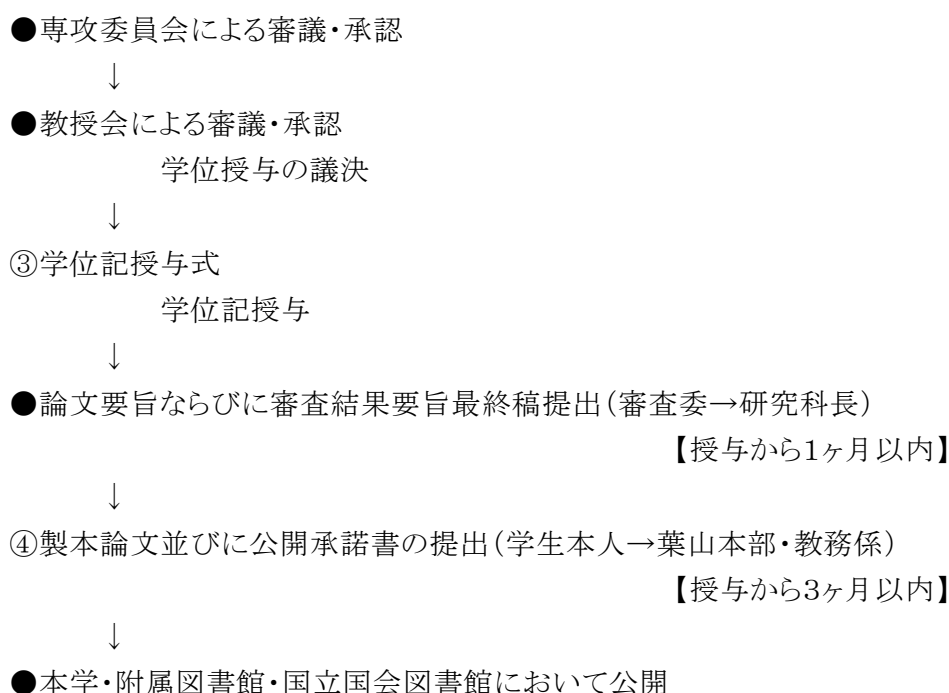 ●専攻委員会による審議・承認
↓
●教授会による審議・承認
学位授与の議決
↓
③学位記授与式
学位記授与
↓
●論文要旨ならびに審査結果要旨最終稿提出(審査委→研究科長)
【授与から1ヶ月以内】
↓
④製本論文並びに公開承諾書の提出(学生本人→葉山本部・教務係)
【授与から3ヶ月以内】
↓
●本学・附属図書館・国立国会図書館において公開